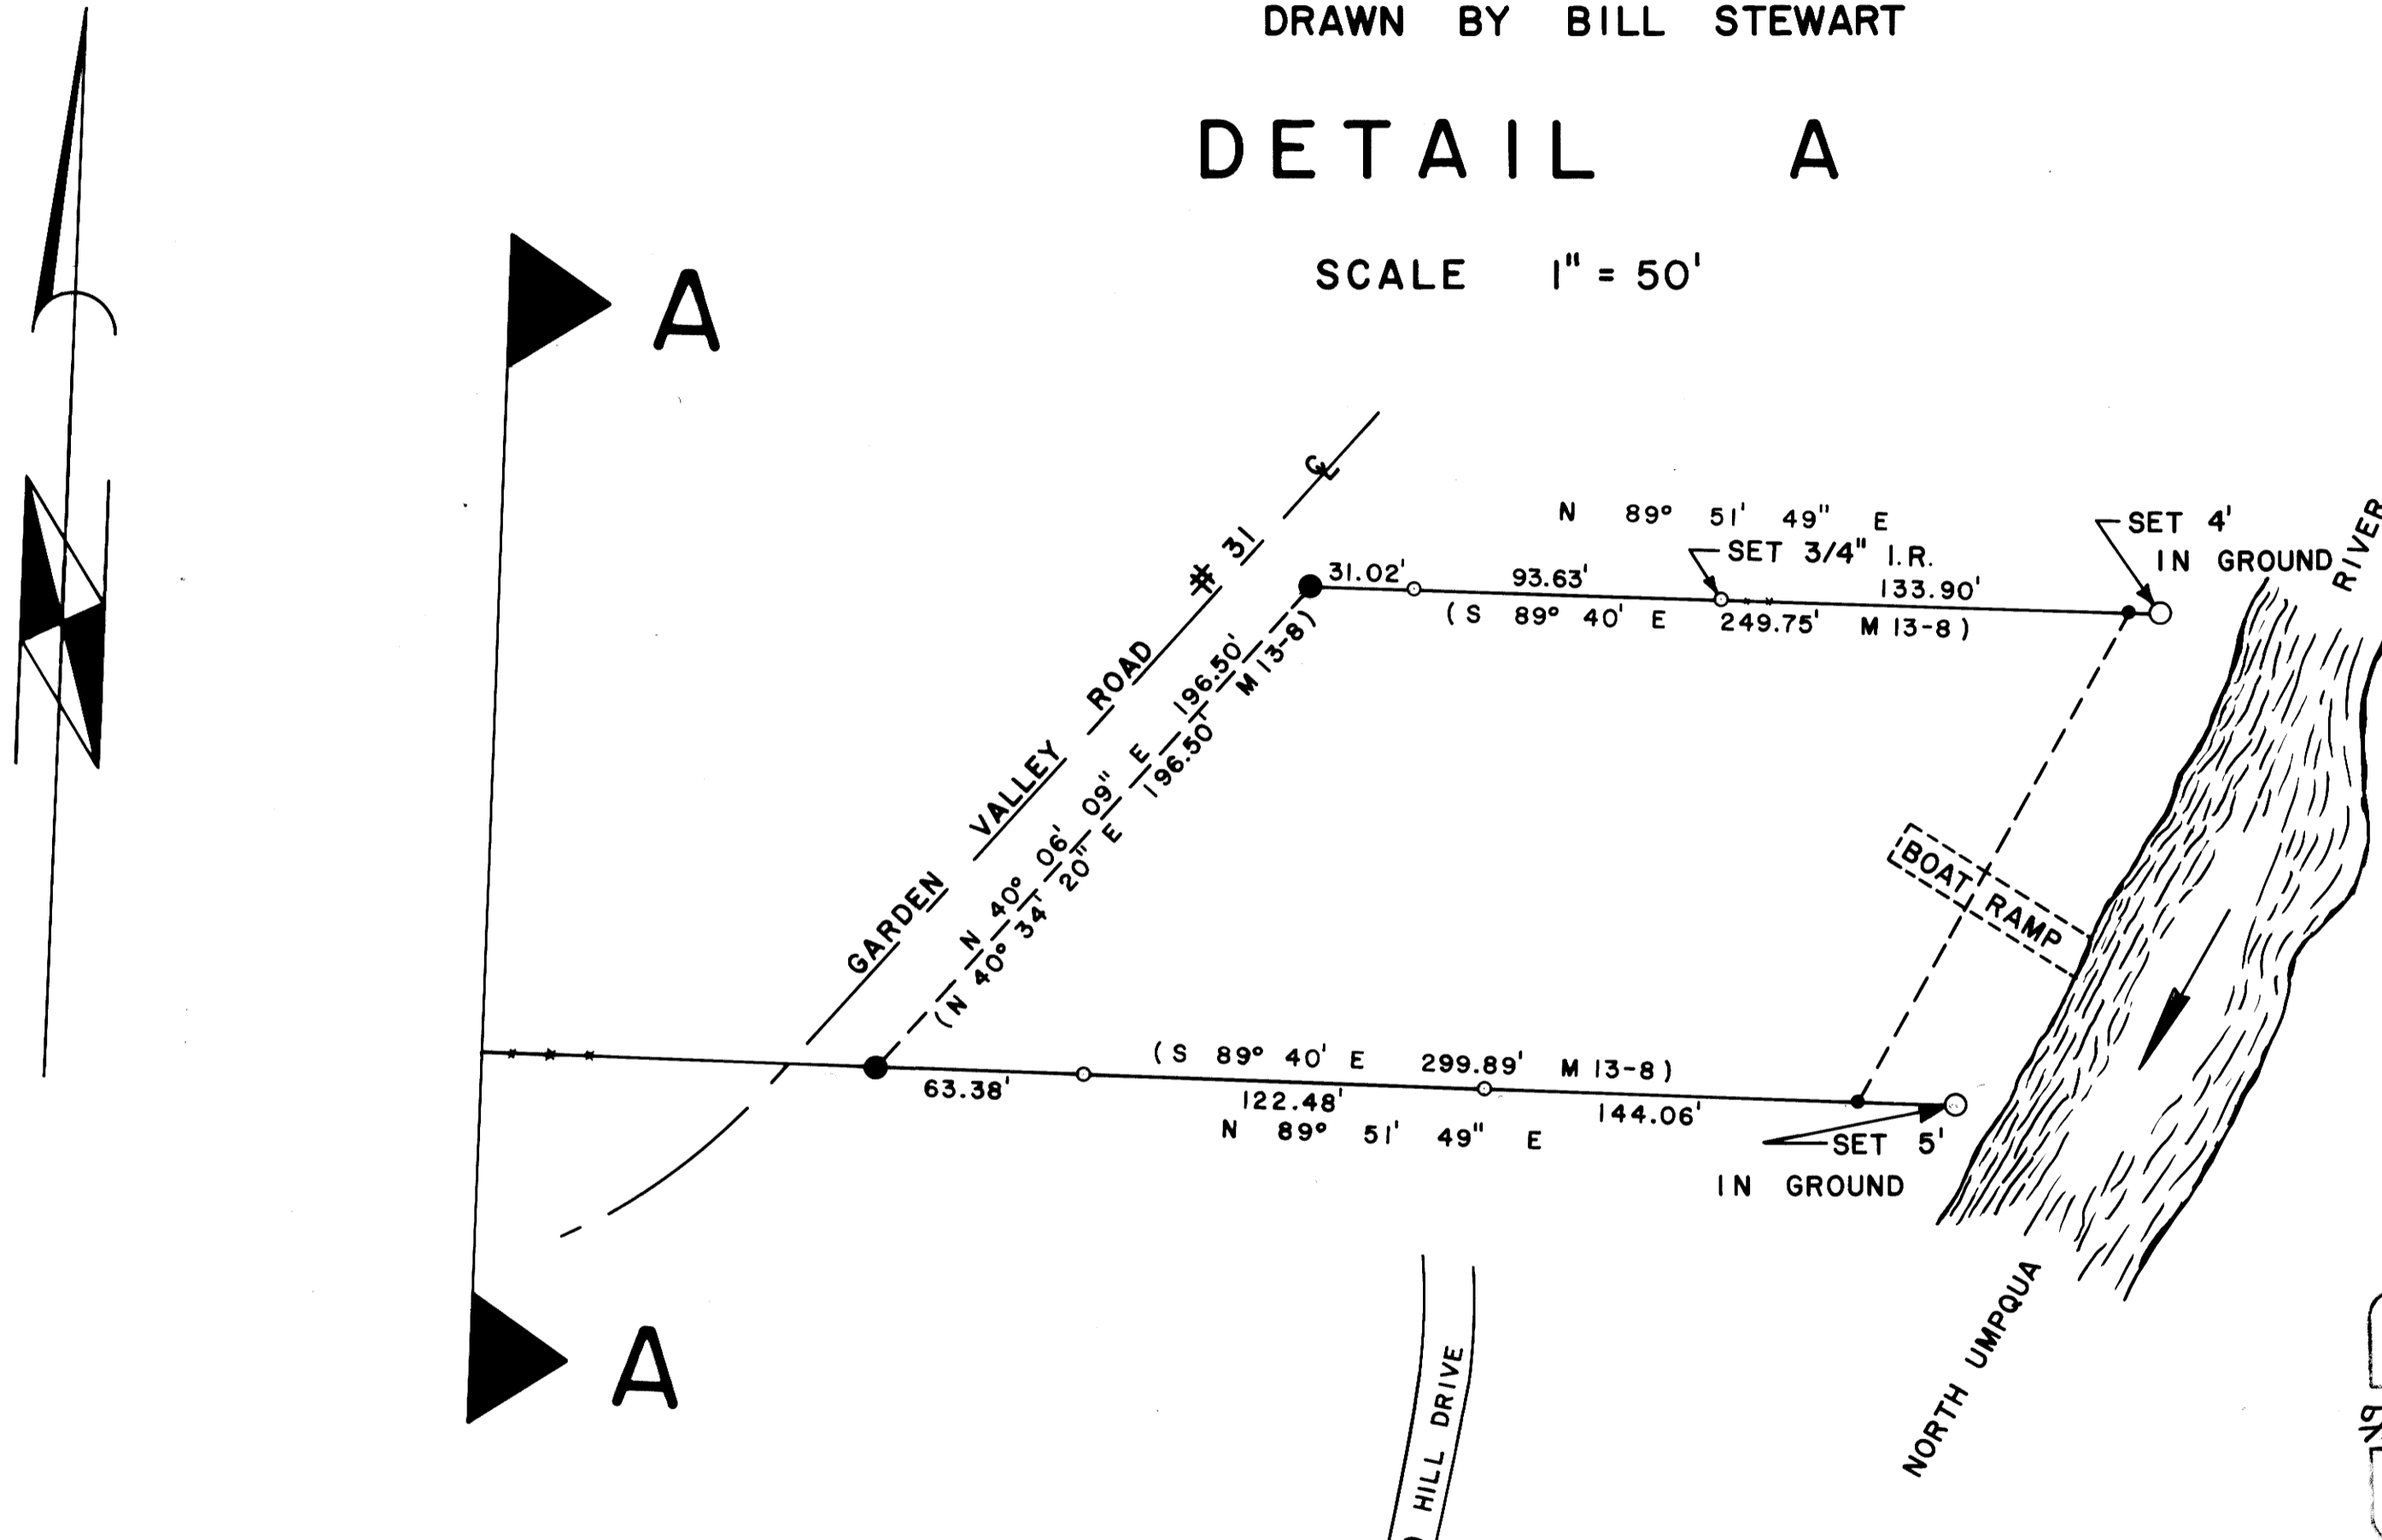 DRAWN BY BILL STEWART
DETAIL A
SCALE 1" = 50'
A
GARDEN VALLEY ROAD # 31 ℄
N 89° 51' 49" E
SET 3/4" I.R.
31.02' 93.63' 133.90'
(S 89° 40' E 249.75' M 13-8)
SET 4'
IN GROUND
RIVER
N 40° 06' 09" E 196.50'
(N 40° 34' 20" E 196.50' M 13-8)
BOAT RAMP
(S 89° 40' E 299.89' M 13-8)
63.38' 122.48' 144.06'
N 89° 51' 49" E
SET 5'
IN GROUND
A
NORTH UMPQUA
HILL DRIVE